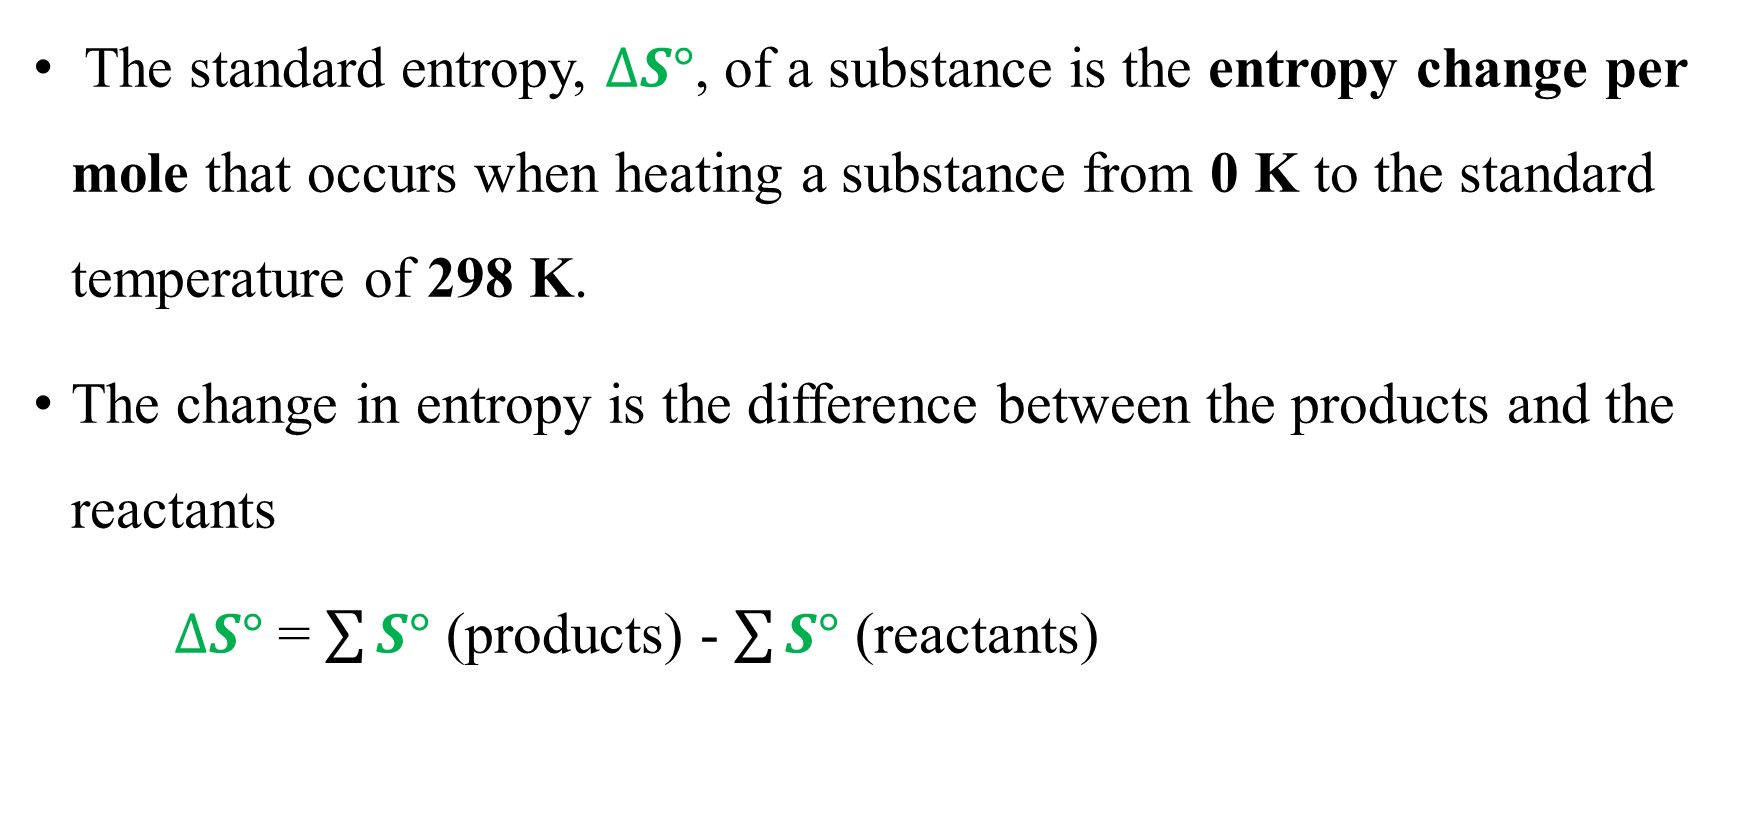 • The standard entropy, ΔS°, of a substance is the entropy change per
mole that occurs when heating a substance from 0 K to the standard
temperature of 298 K.
• The change in entropy is the difference between the products and the
reactants
ΔS° = ∑ S° (products) - ∑ S° (reactants)